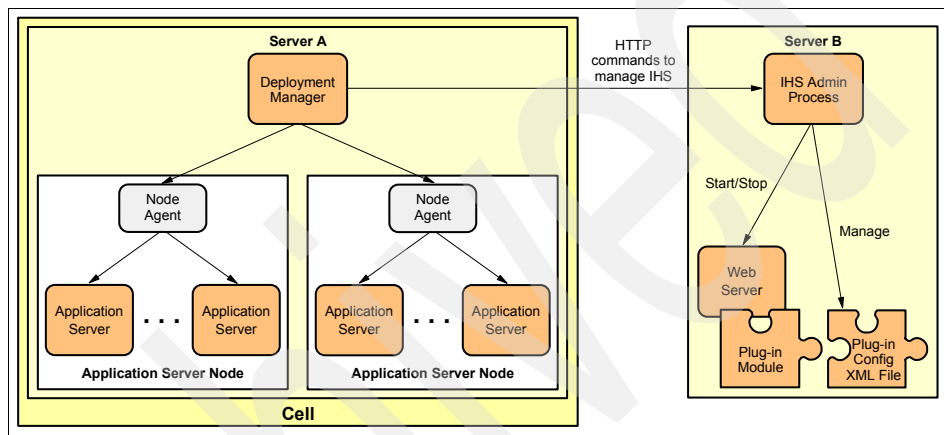 Server A
Deployment
Manager
HTTP
commands to
manage IHS
Server B
IHS Admin
Process
Node
Agent
Node
Agent
Start/Stop
Manage
Application
Server
. . .
Application
Server
Application
Server
. . .
Application
Server
Web
Server
Plug-in
Module
Plug-in
Config
XML File
Application Server Node
Application Server Node
Cell